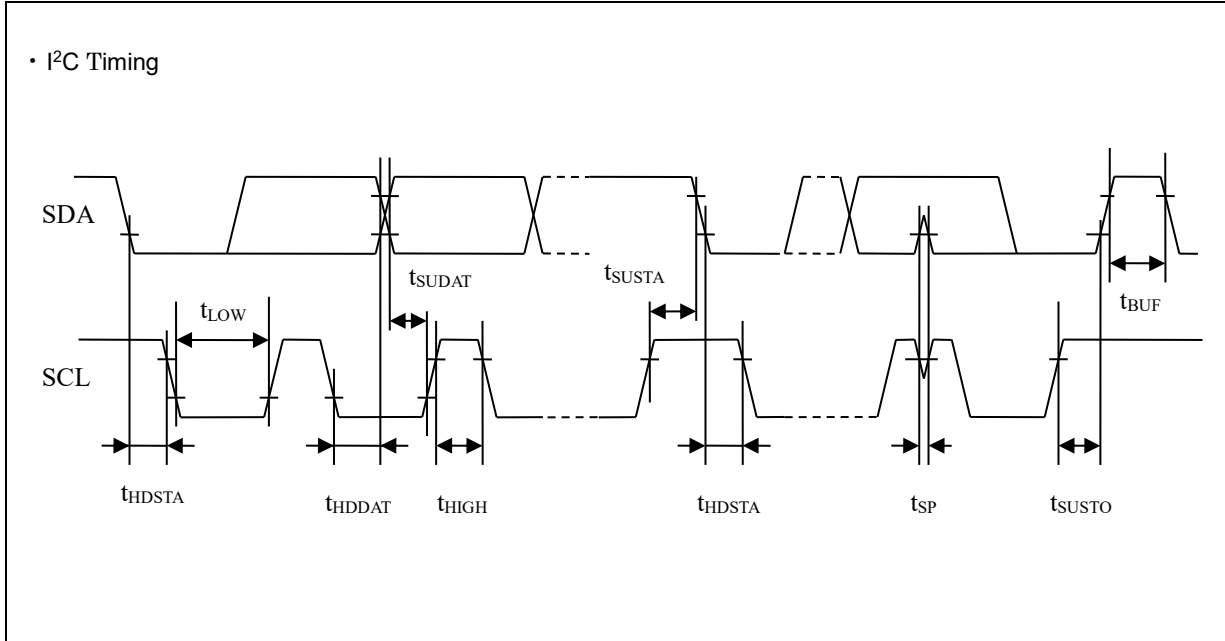 ・I²C Timing
SDA
tSUDAT
tSUSTA
tLOW
tBUF
SCL
tHDSTA
tHDDAT
tHIGH
tHDSTA
tSP
tSUSTO